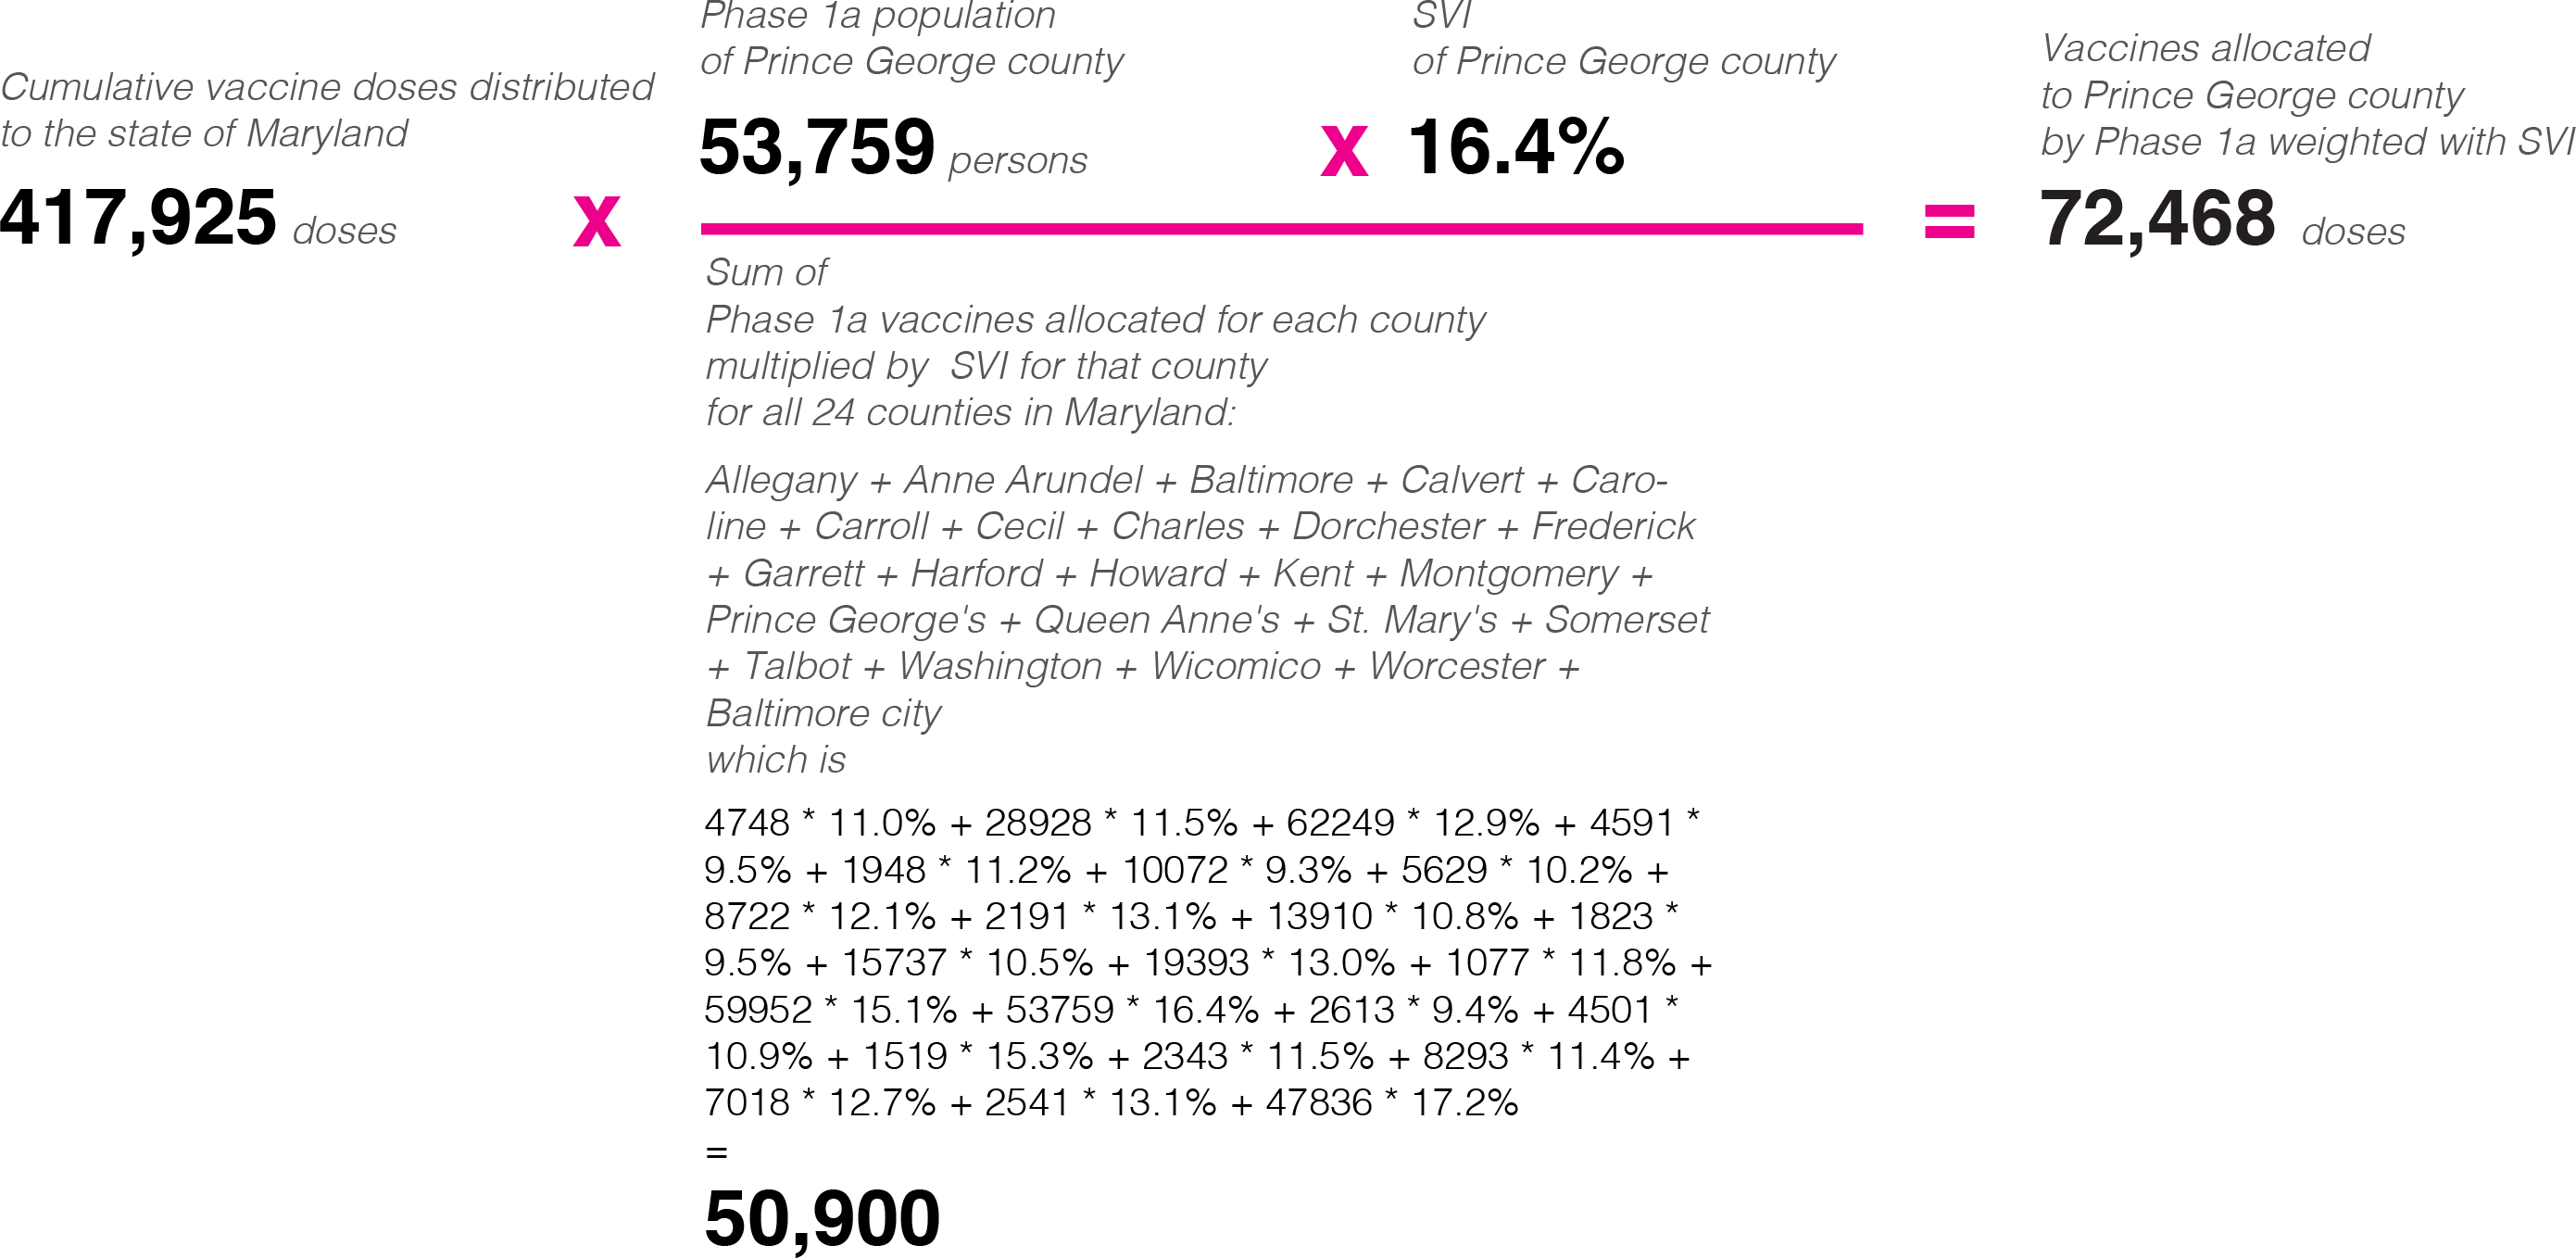 Cumulative vaccine doses distributed
to the state of Maryland
417,925 doses
x
Phase 1a population
of Prince George county
53,759 persons
x
SVI
of Prince George county
16.4%
Sum of
Phase 1a vaccines allocated for each county
multiplied by  SVI for that county
for all 24 counties in Maryland:
Allegany + Anne Arundel + Baltimore + Calvert + Caro-
line + Carroll + Cecil + Charles + Dorchester + Frederick
+ Garrett + Harford + Howard + Kent + Montgomery +
Prince George's + Queen Anne's + St. Mary's + Somerset
+ Talbot + Washington + Wicomico + Worcester +
Baltimore city
which is
4748 * 11.0% + 28928 * 11.5% + 62249 * 12.9% + 4591 *
9.5% + 1948 * 11.2% + 10072 * 9.3% + 5629 * 10.2% +
8722 * 12.1% + 2191 * 13.1% + 13910 * 10.8% + 1823 *
9.5% + 15737 * 10.5% + 19393 * 13.0% + 1077 * 11.8% +
59952 * 15.1% + 53759 * 16.4% + 2613 * 9.4% + 4501 *
10.9% + 1519 * 15.3% + 2343 * 11.5% + 8293 * 11.4% +
7018 * 12.7% + 2541 * 13.1% + 47836 * 17.2%
=
50,900
=
Vaccines allocated
to Prince George county
by Phase 1a weighted with SVI
72,468 doses